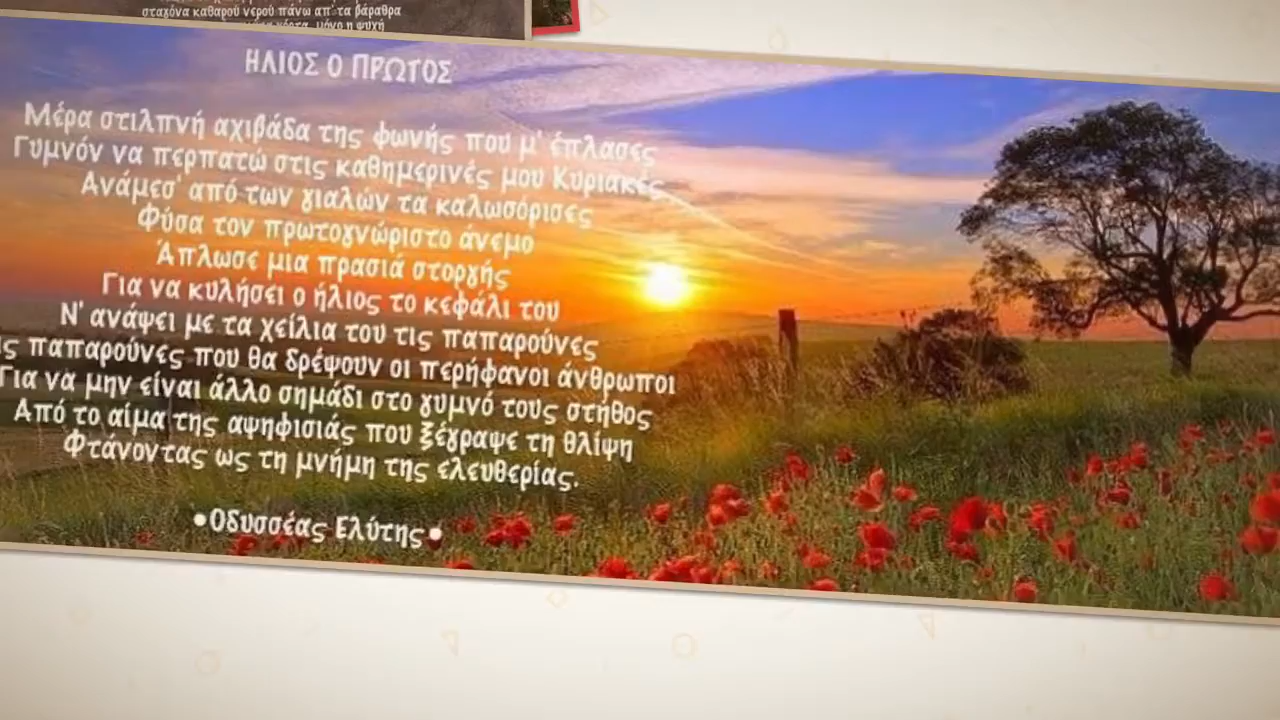 σταγόνα καθαρού νερού πάνω απ' τα βάραθρα
χόρτα, μόνο η ψυχή
ΗΛΙΟΣ Ο ΠΡΩΤΟΣ
Μέρα στιλπνή αχιβάδα της φωνής που μ' έπλασες
Γυμνόν να περπατώ στις καθημερινές μου Κυριακές
Ανάμεσ' από των γιαλών τα καλωσόρισες
Φύσα τον πρωτογνώριστο άνεμο
Άπλωσε μια πρασιά στοργής
Για να κυλήσει ο ήλιος το κεφάλι του
Ν' ανάψει με τα χείλια του τις παπαρούνες
ις παπαρούνες που θα δρέψουν οι περήφανοι άνθρωποι
Για να μην είναι άλλο σημάδι στο γυμνό τους στήθος
Από το αίμα της αψηφισιάς που ξέγραψε τη θλίψη
Φτάνοντας ως τη μνήμη της ελευθερίας.
•Οδυσσέας Ελύτης•